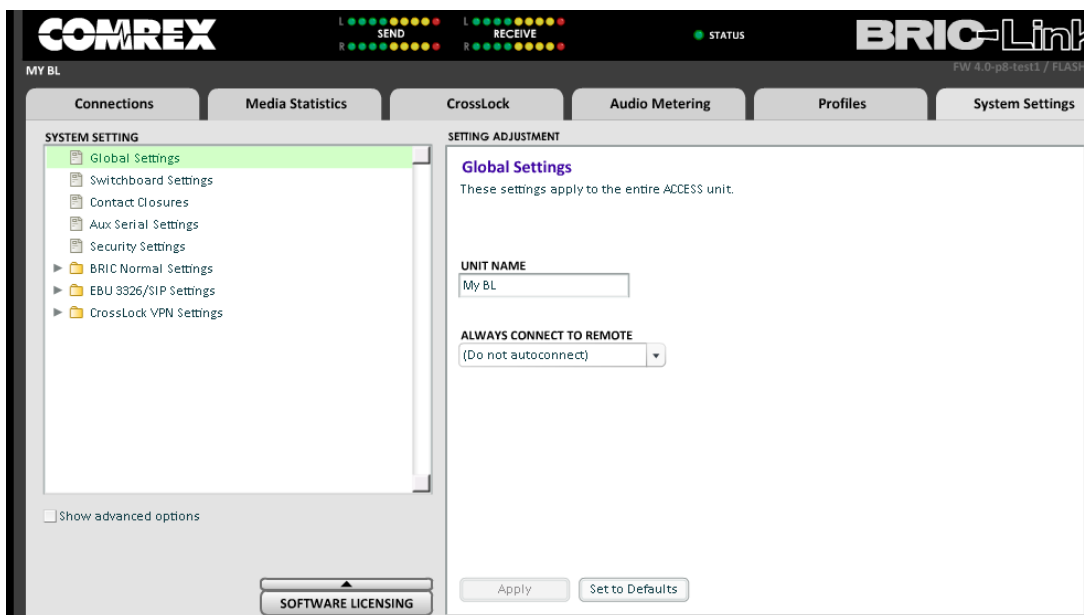 COMREX
L
SEND
R
L
RECEIVE
R
STATUS
BRIC-Link
MY BL
FW 4.0-p8-test1 / FLASH
Connections
Media Statistics
CrossLock
Audio Metering
Profiles
System Settings
SYSTEM SETTING
Global Settings
Switchboard Settings
Contact Closures
Aux Serial Settings
Security Settings
BRIC Normal Settings
EBU 3326/SIP Settings
CrossLock VPN Settings
Show advanced options
SOFTWARE LICENSING
SETTING ADJUSTMENT
Global Settings
These settings apply to the entire ACCESS unit.
UNIT NAME
My BL
ALWAYS CONNECT TO REMOTE
(Do not autoconnect)
Apply
Set to Defaults